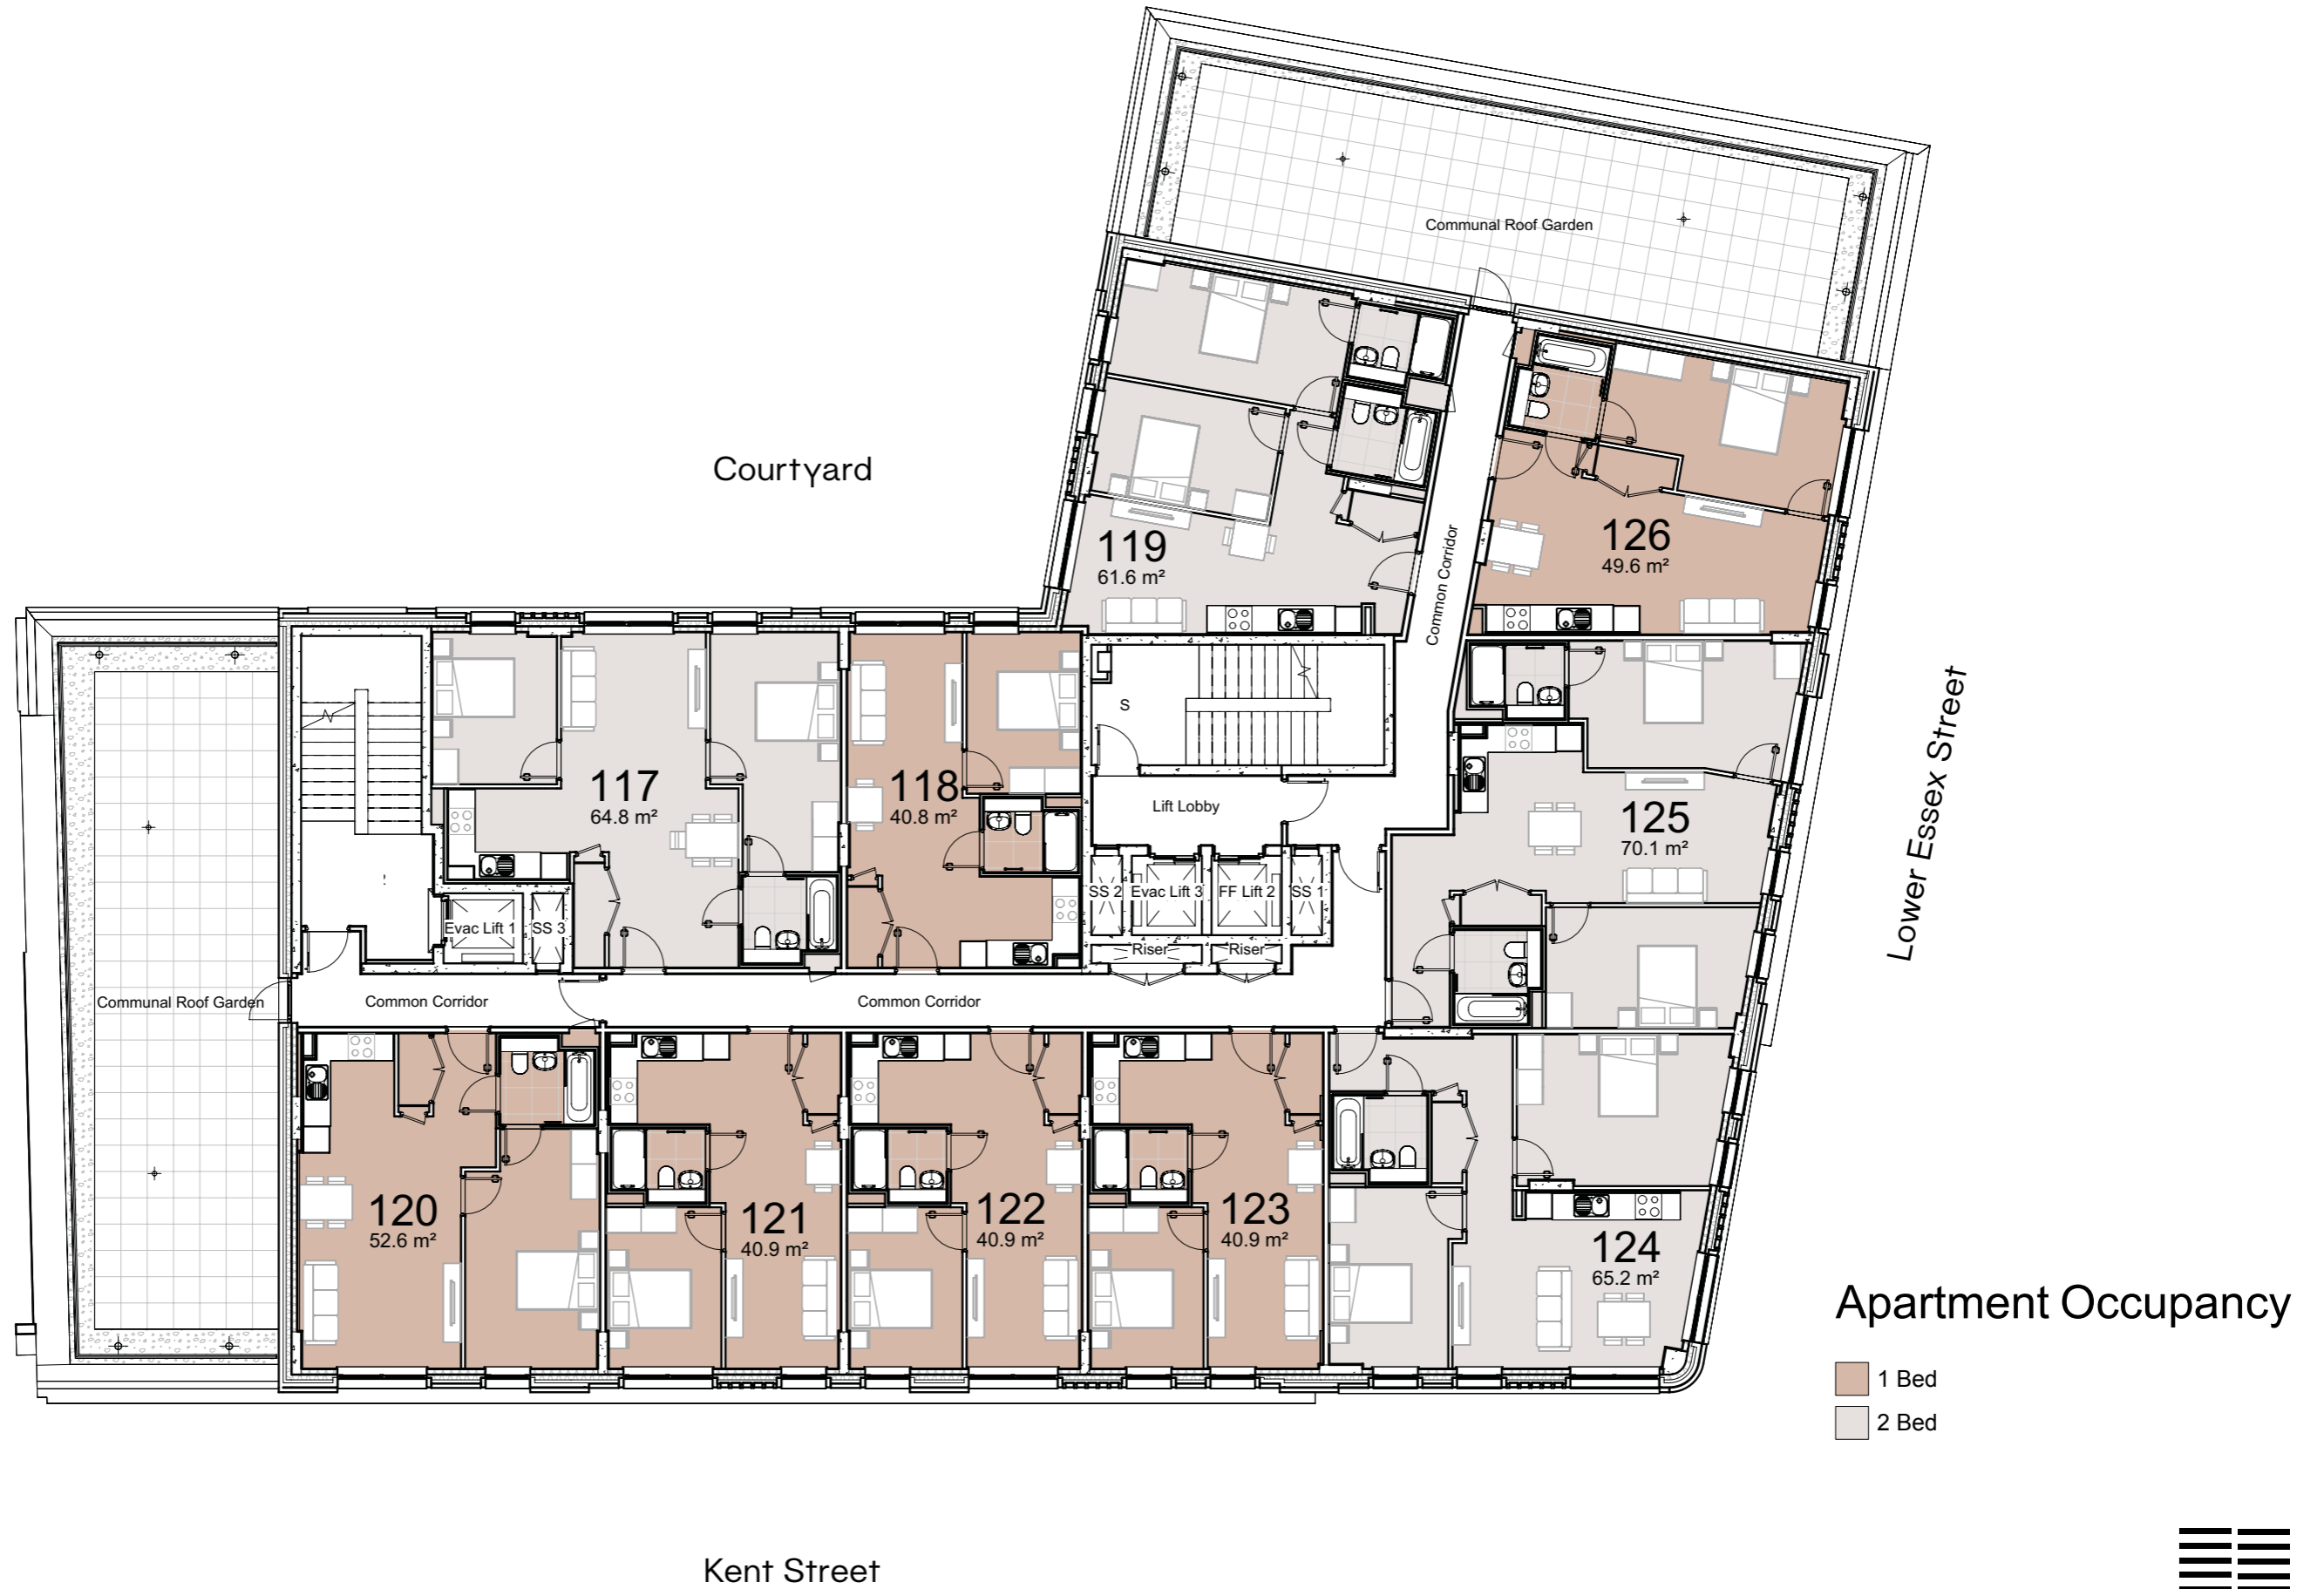 Communal Roof Garden
Courtyard
119
61.6 m²
126
49.6 m²
Common Corridor
Lower Essex Street
S
117
64.8 m²
118
40.8 m²
Lift Lobby
125
70.1 m²
Evac Lift 1
SS 3
SS 2
Evac Lift 3
FF Lift 2
SS 1
Riser
Riser
Communal Roof Garden
Common Corridor
Common Corridor
120
52.6 m²
121
40.9 m²
122
40.9 m²
123
40.9 m²
124
65.2 m²
Apartment Occupancy
1 Bed
2 Bed
Kent Street